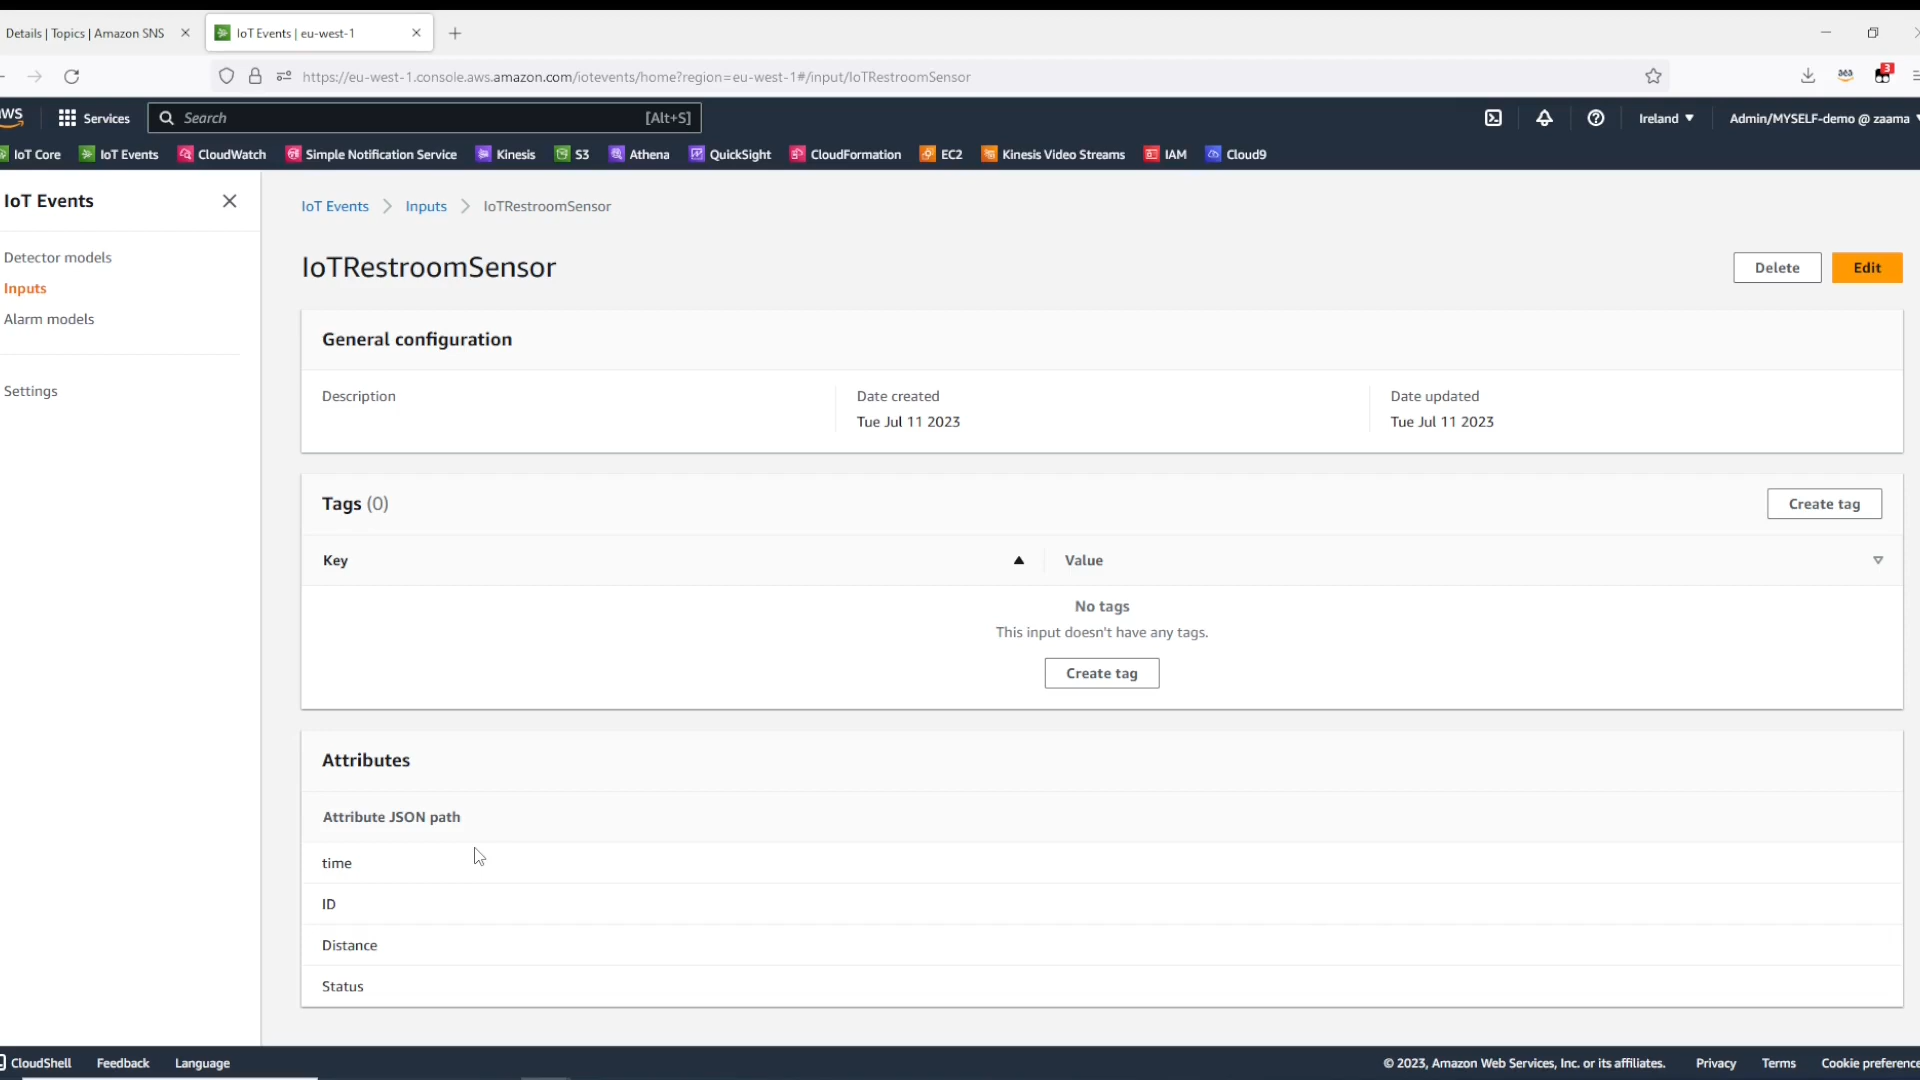 Details | Topics | Amazon SNS
IoT Events | eu-west-1
https://eu-west-1.console.aws.amazon.com/iotevents/home?region=eu-west-1#/input/IoTRestroomSensor
3
aws Services Search [Alt+S] Ireland Admin/MYSELF-demo @ zaama
IoT Core IoT Events CloudWatch Simple Notification Service Kinesis S3 Athena QuickSight CloudFormation EC2 Kinesis Video Streams IAM Cloud9
IoT Events
Detector models
Inputs
Alarm models
Settings
IoT Events Inputs IoTRestroomSensor
IoTRestroomSensor
Delete Edit
General configuration
Description
Date created
Tue Jul 11 2023
Date updated
Tue Jul 11 2023
Tags (0)
Create tag
Key Value
No tags
This input doesn't have any tags.
Create tag
Attributes
Attribute JSON path
time
ID
Distance
Status
CloudShell Feedback Language © 2023, Amazon Web Services, Inc. or its affiliates. Privacy Terms Cookie preference